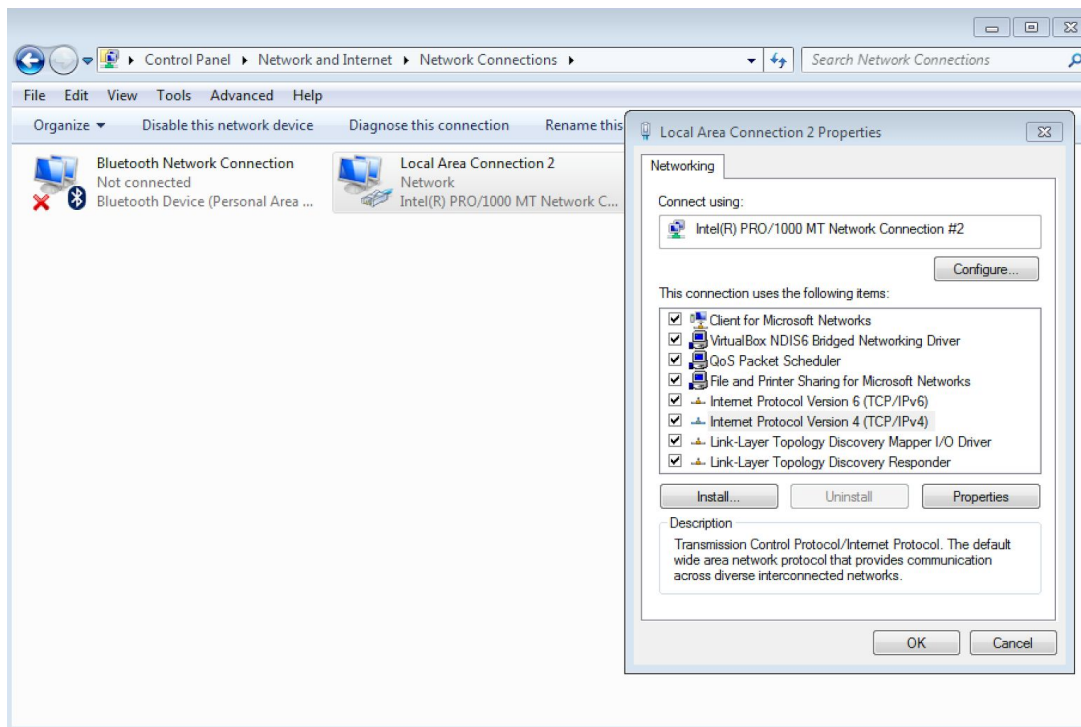 Control Panel Network and Internet Network Connections Search Network Connections
File Edit View Tools Advanced Help
Organize Disable this network device Diagnose this connection Rename this
Bluetooth Network Connection
Not connected
Bluetooth Device (Personal Area ...
Local Area Connection 2
Network
Intel(R) PRO/1000 MT Network C...
Local Area Connection 2 Properties
Networking
Connect using:
Intel(R) PRO/1000 MT Network Connection #2
Configure...
This connection uses the following items:
Client for Microsoft Networks
VirtualBox NDIS6 Bridged Networking Driver
QoS Packet Scheduler
File and Printer Sharing for Microsoft Networks
Internet Protocol Version 6 (TCP/IPv6)
Internet Protocol Version 4 (TCP/IPv4)
Link-Layer Topology Discovery Mapper I/O Driver
Link-Layer Topology Discovery Responder
Install... Uninstall Properties
Description
Transmission Control Protocol/Internet Protocol. The default
wide area network protocol that provides communication
across diverse interconnected networks.
OK Cancel